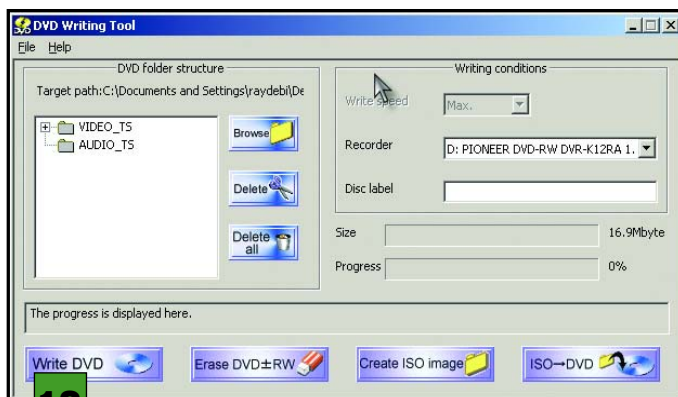 DVD Writing Tool
File Help
DVD folder structure
Target path:C:\Documents and Settings\raydebi\De
VIDEO_TS
AUDIO_TS
Browse
Delete
Delete
all
Writing conditions
Write speed Max.
Recorder D: PIONEER DVD-RW DVR-K12RA 1.
Disc label
Size 16.9Mbyte
Progress 0%
The progress is displayed here.
Write DVD Erase DVD±RW Create ISO image ISO→DVD